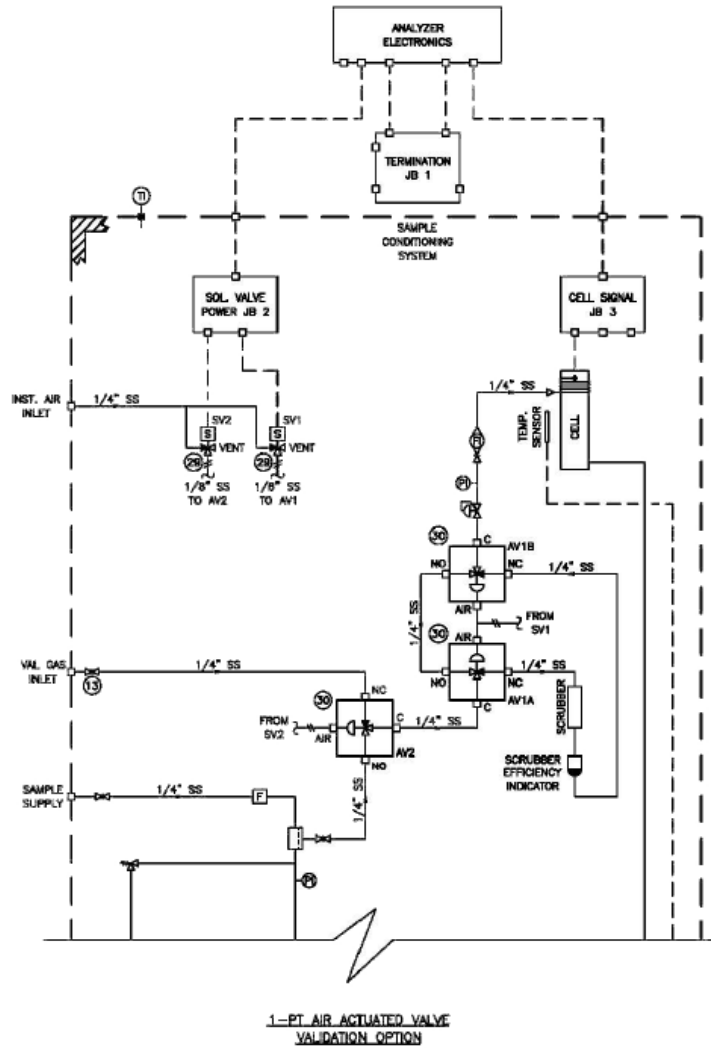 ANALYZER
ELECTRONICS
TERMINATION
JB 1
TI
SAMPLE
CONDITIONING
SYSTEM
SOL. VALVE
POWER JB 2
CELL SIGNAL
JB 3
INST. AIR
INLET
1/4" SS
SV2
S
VENT
SV1
S
VENT
29
29
1/8" SS
TO AV2
1/8" SS
TO AV1
1/4" SS
TEMP.
SENSOR
CELL
FI
PI
30
C
AV1B
NO
NC
1/4" SS
AIR
1/4" SS
FROM
SV1
30
AIR
NO
NC
1/4" SS
AV1A
C
SCRUBBER
SCRUBBER
EFFICIENCY
INDICATOR
VAL GAS
INLET
13
1/4" SS
30
NC
FROM
SV2
AIR
C
1/4" SS
AV2
NO
1/4" SS
SAMPLE
SUPPLY
1/4" SS
F
PI
1-PT AIR ACTUATED VALVE
VALIDATION OPTION